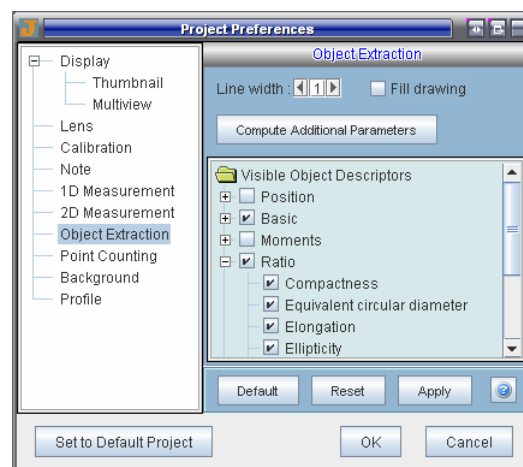 Project Preferences
Display
Thumbnail
Multiview
Lens
Calibration
Note
1D Measurement
2D Measurement
Object Extraction
Point Counting
Background
Profile
Object Extraction
Line width : 1 Fill drawing
Compute Additional Parameters
Visible Object Descriptors
Position
Basic
Moments
Ratio
Compactness
Equivalent circular diameter
Elongation
Ellipticity
Default Reset Apply ?
Set to Default Project OK Cancel